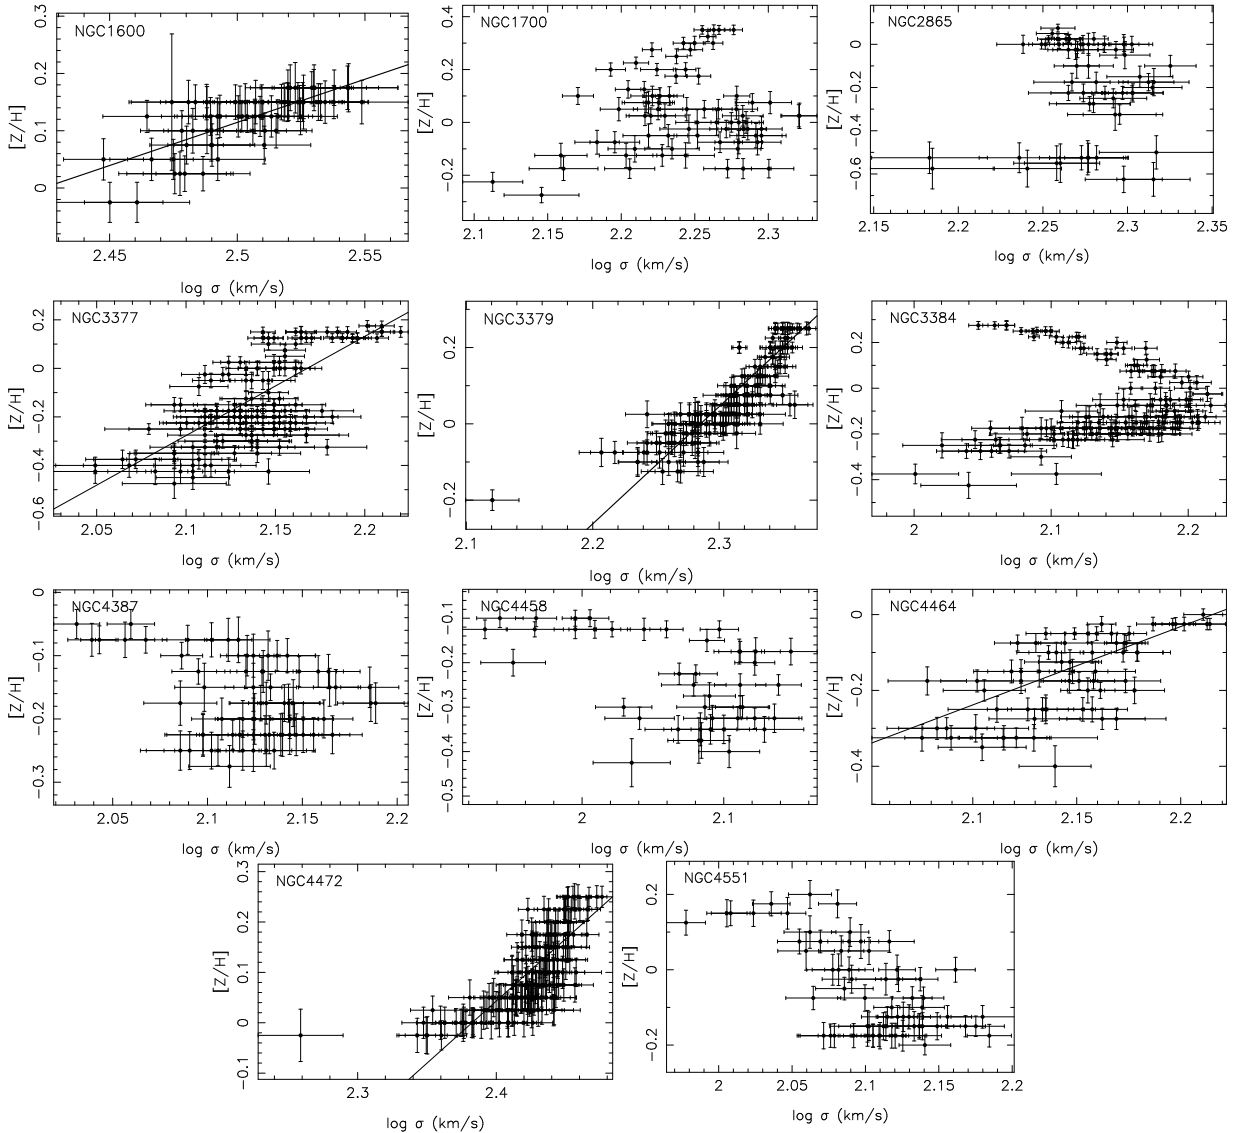 NGC1600
[Z/H]
0.3
0.2
0.1
0
2.45 2.5 2.55
log σ (km/s)
NGC1700
[Z/H]
0.4
0.2
0
−0.2
2.1 2.15 2.2 2.25 2.3
log σ (km/s)
NGC2865
[Z/H]
0
−0.2
−0.4
−0.6
−0.8
2.15 2.2 2.25 2.3 2.35
log σ (km/s)
NGC3377
[Z/H]
0.2
0
−0.2
−0.4
−0.6
2.05 2.1 2.15 2.2
log σ (km/s)
NGC3379
[Z/H]
0.2
0
−0.2
2.1 2.2 2.3
log σ (km/s)
NGC3384
[Z/H]
0.2
0
−0.2
−0.4
2 2.1 2.2
log σ (km/s)
NGC4387
[Z/H]
0
−0.1
−0.2
−0.3
2.05 2.1 2.15 2.2
log σ (km/s)
NGC4458
[Z/H]
−0.1
−0.2
−0.3
−0.4
−0.5
2 2.1
log σ (km/s)
NGC4464
[Z/H]
0
−0.2
−0.4
2.1 2.15 2.2
log σ (km/s)
NGC4472
[Z/H]
0.3
0.2
0.1
0
−0.1
2.3 2.4
log σ (km/s)
NGC4551
[Z/H]
0.2
0
−0.2
2 2.05 2.1 2.15 2.2
log σ (km/s)